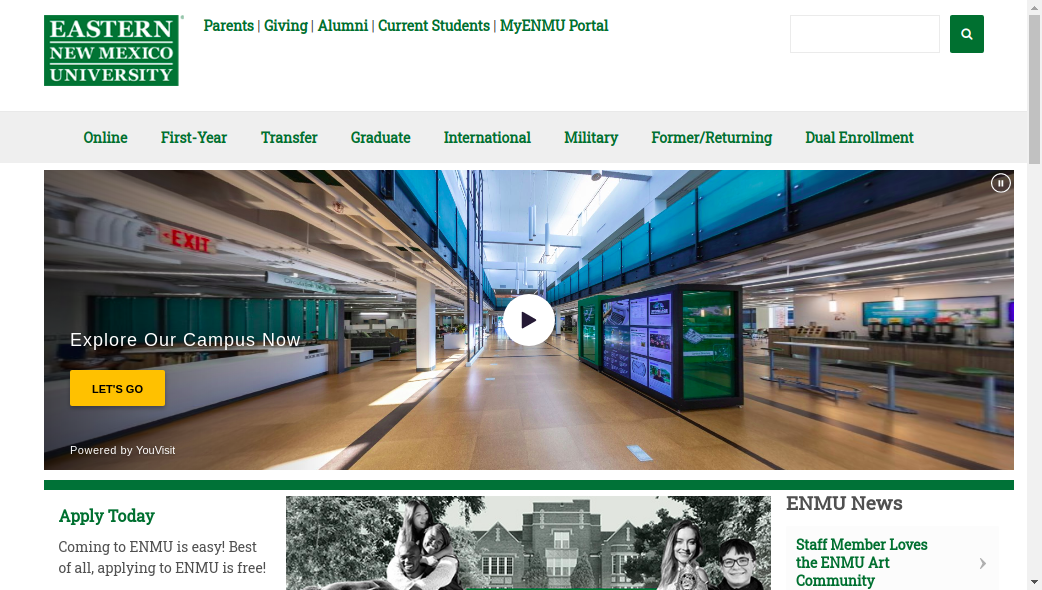 EASTERN
NEW MEXICO
UNIVERSITY
Parents | Giving | Alumni | Current Students | MyENMU Portal
Online First-Year Transfer Graduate International Military Former/Returning Dual Enrollment
EXIT
Explore Our Campus Now
LET'S GO
Powered by YouVisit
Apply Today
Coming to ENMU is easy! Best
of all, applying to ENMU is free!
ENMU News
Staff Member Loves
the ENMU Art
Community